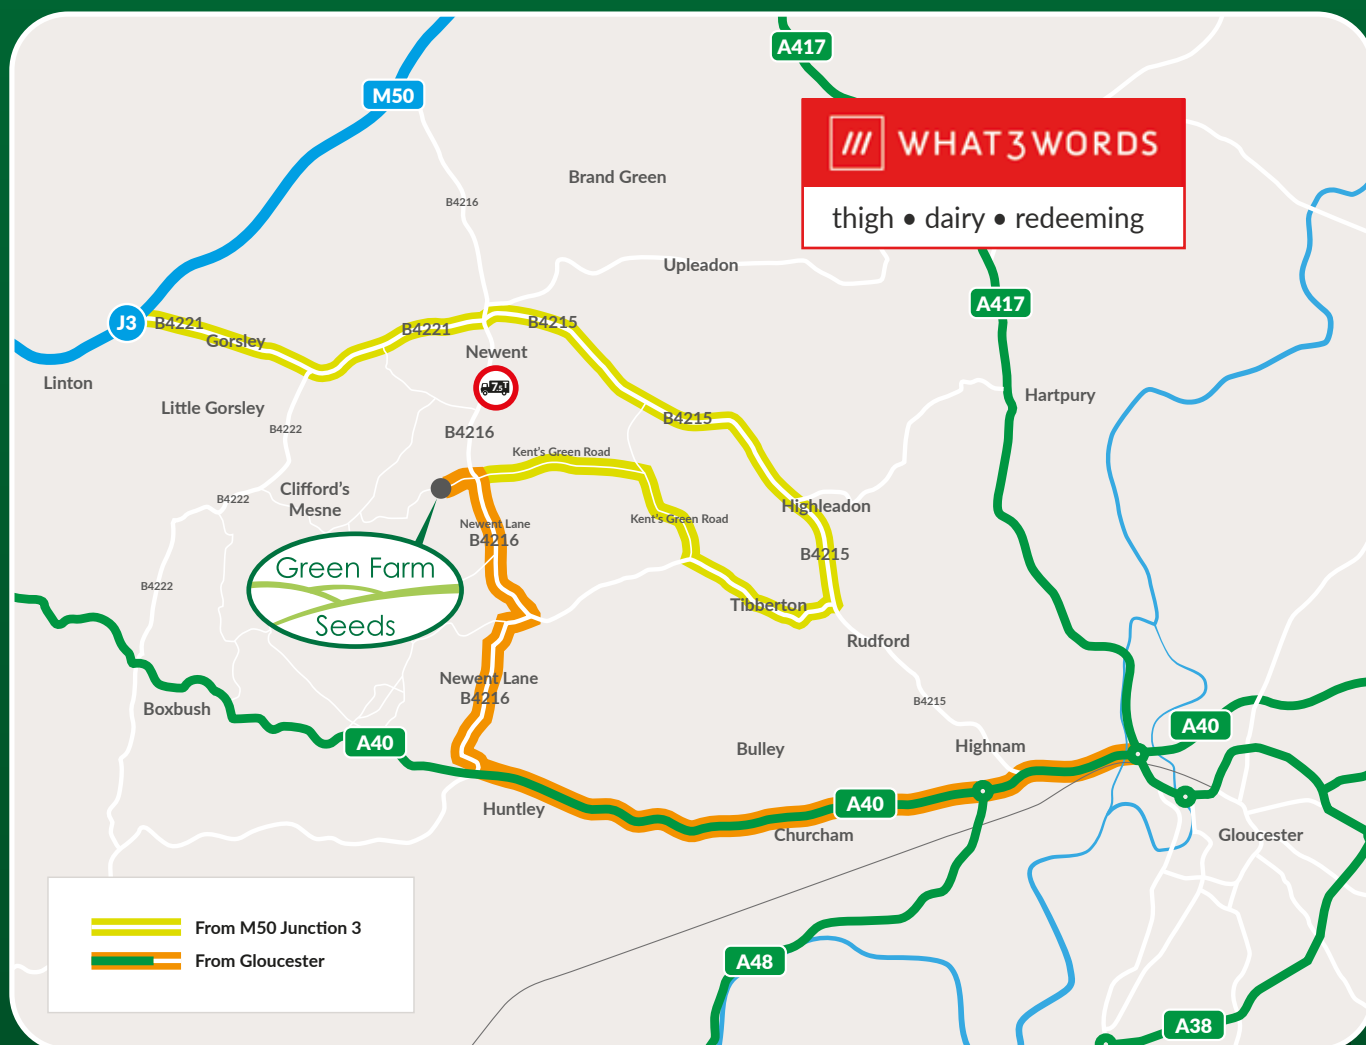 A417
M50
WHAT3WORDS
thigh • dairy • redeeming
Brand Green
B4216
Upleadon
A417
J3
B4221
Gorsley
B4221
B4215
Newent
Linton
7.5T
Hartpury
Little Gorsley
B4222
B4216
B4215
Kent's Green Road
Clifford's
Mesne
B4222
Highleadon
Newent Lane
B4216
Kent's Green Road
B4215
Green Farm
Seeds
B4222
Tibberton
Rudford
Newent Lane
B4216
B4215
Boxbush
A40
A40
Bulley
Highnam
Huntley
A40
Churcham
Gloucester
From M50 Junction 3
From Gloucester
A48
A38